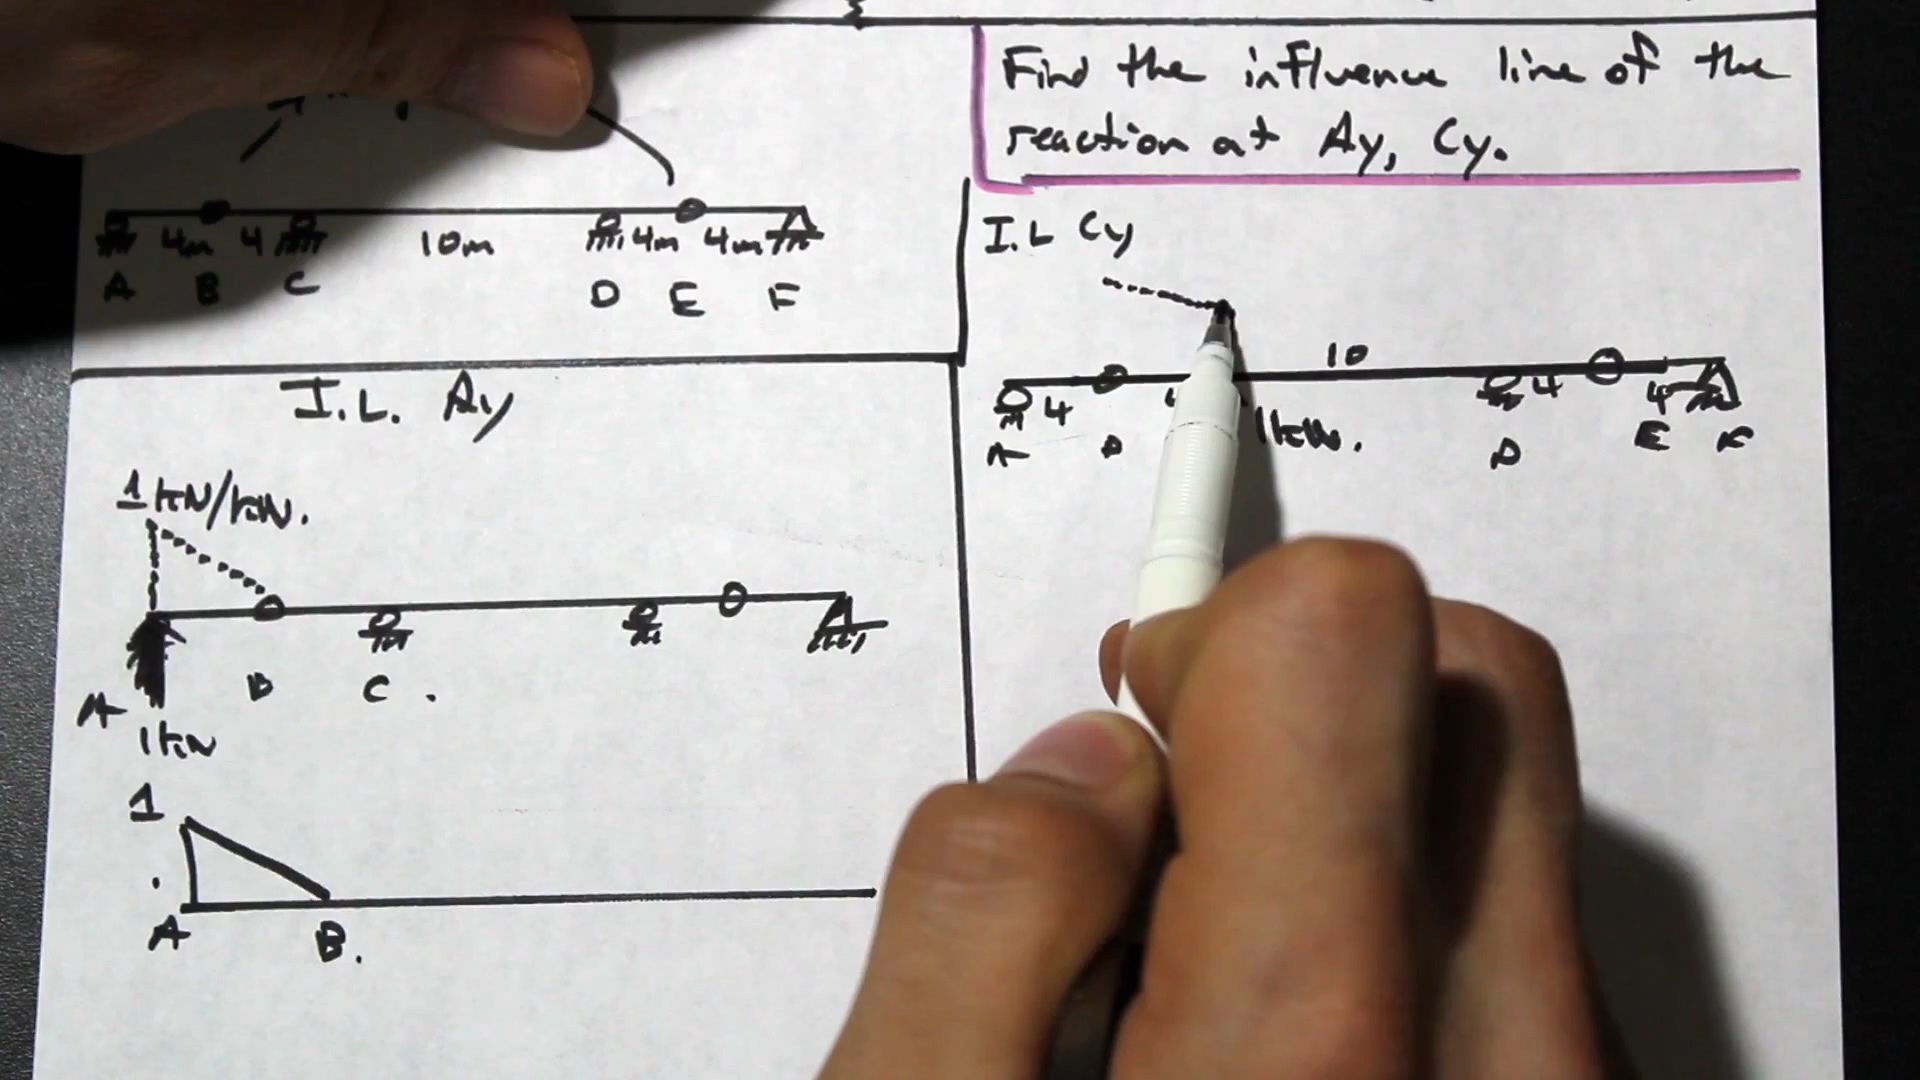 Find the influence line of the
reaction at Ay, Cy.
4m 4 10m 4m 4m
A B C D E F
I.L Cy
10
4 4 4
1kN.
A B D E F
I.L. Ay
1kN/kN.
A B C .
1kN
1
A B.